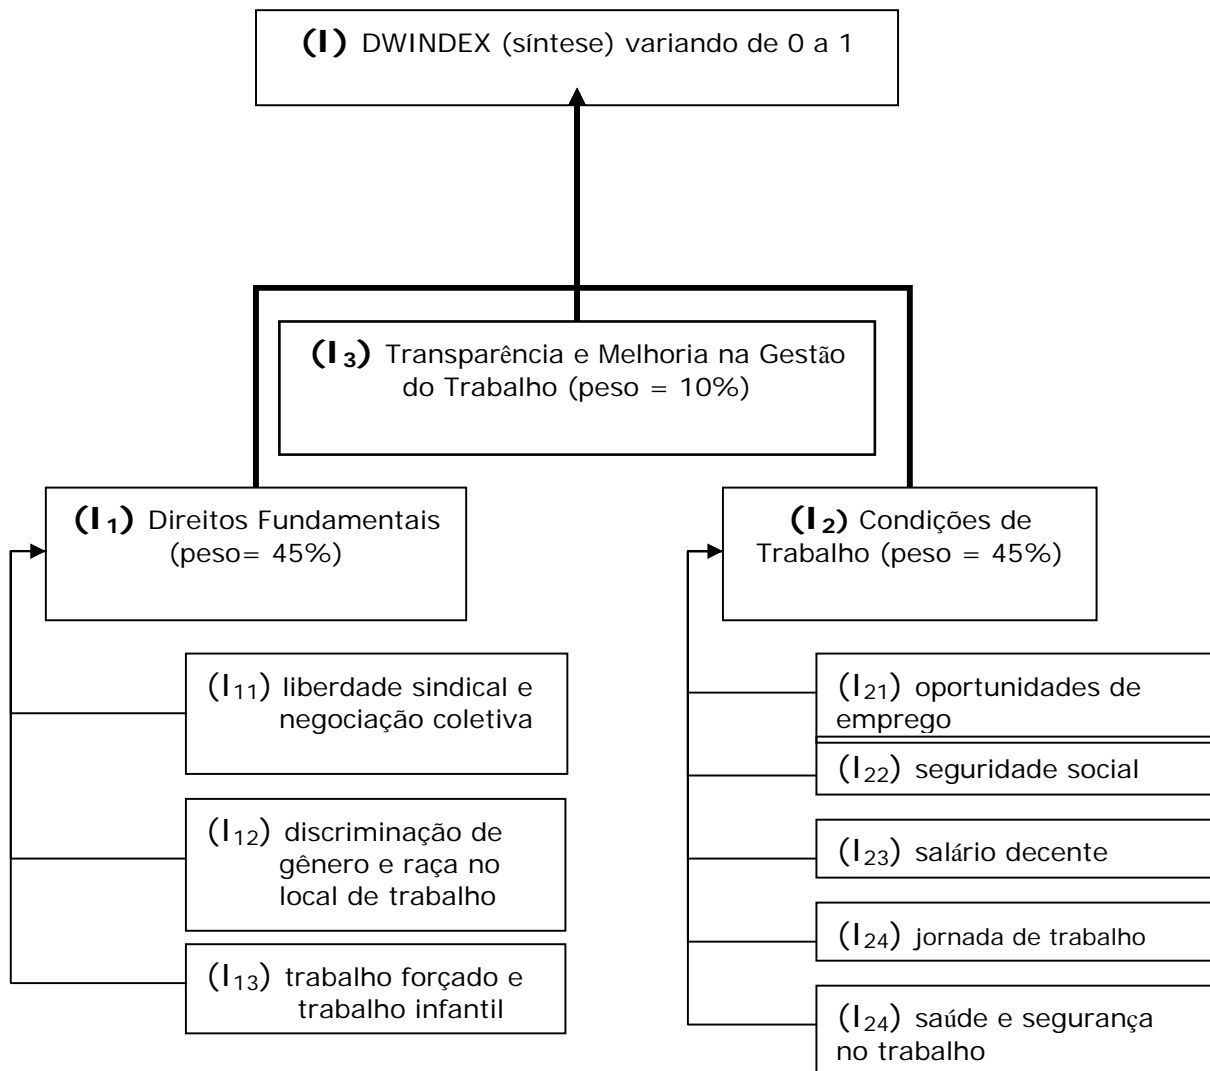 (I) DWINDEX (síntese) variando de 0 a 1
(I3) Transparência e Melhoria na Gestão
do Trabalho (peso = 10%)
(I1) Direitos Fundamentais
(peso= 45%)
(I11) liberdade sindical e
negociação coletiva
(I12) discriminação de
gênero e raça no
local de trabalho
(I13) trabalho forçado e
trabalho infantil
(I2) Condições de
Trabalho (peso = 45%)
(I21) oportunidades de
emprego
(I22) seguridade social
(I23) salário decente
(I24) jornada de trabalho
(I24) saúde e segurança
no trabalho